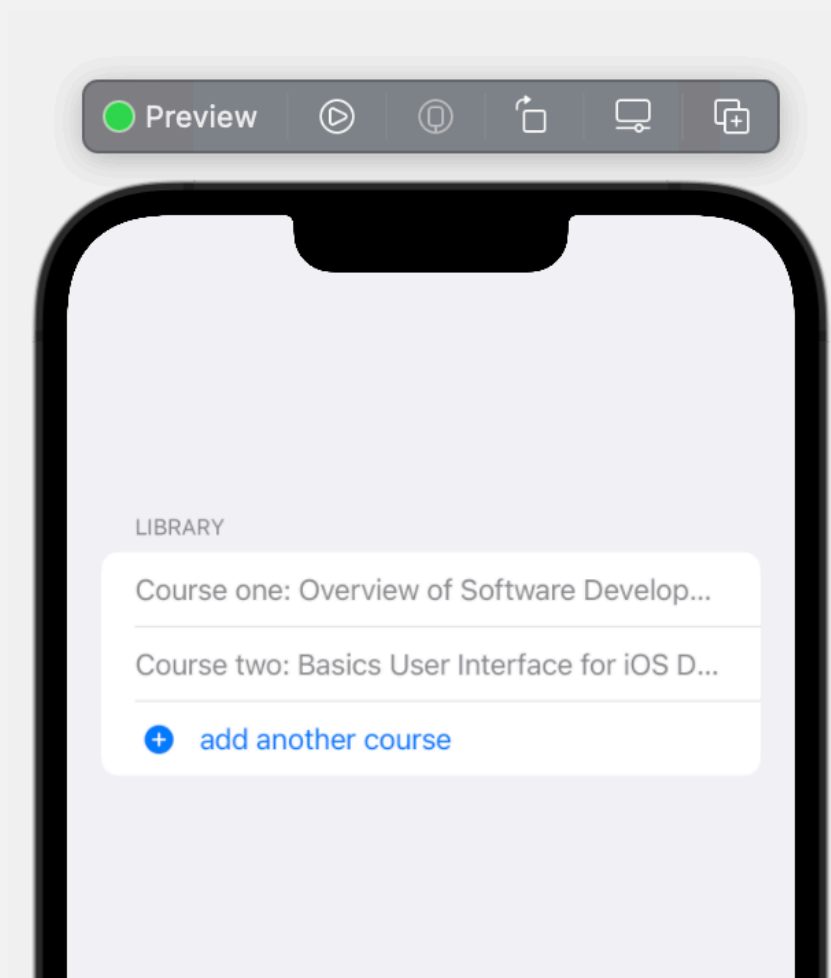 Preview
LIBRARY
Course one: Overview of Software Develop...
Course two: Basics User Interface for iOS D...
add another course